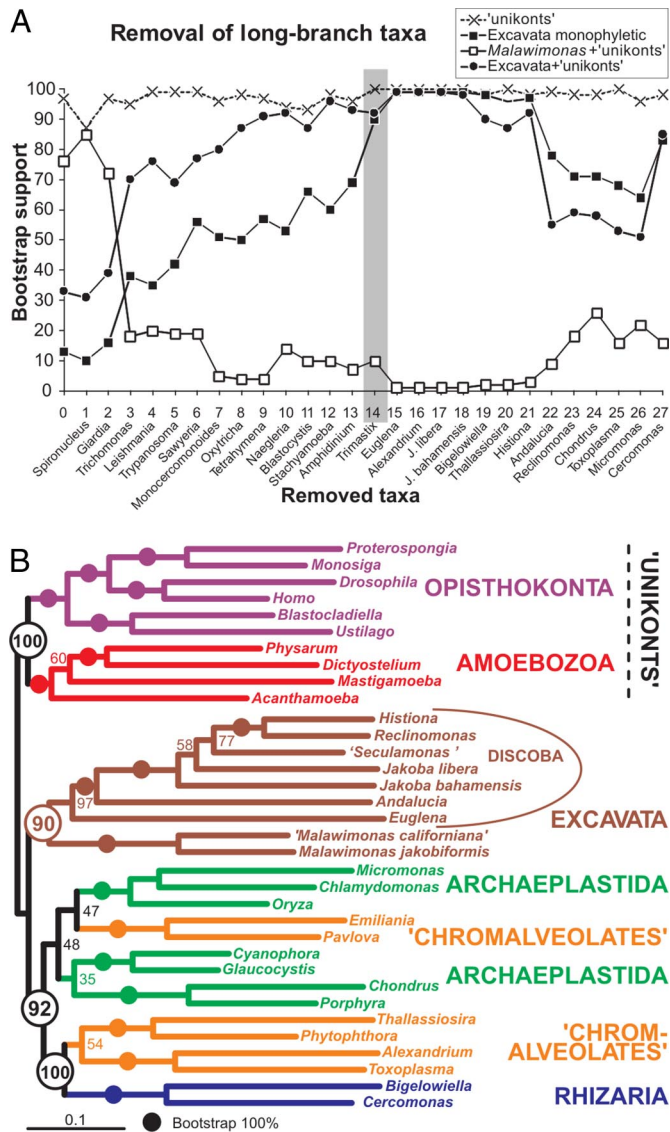 A
Removal of long-branch taxa
'unikonts'
Excavata monophyletic
Malawimonas+'unikonts'
Excavata+'unikonts'
Bootstrap support
100
90
80
70
60
50
40
30
20
10
0
0 1 2 3 4 5 6 7 8 9 10 11 12 13 14 15 16 17 18 19 20 21 22 23 24 25 26 27
Spironucleus
Giardia
Trichomonas
Leishmania
Trypanosoma
Sawyeria
Monocercomonoides
Oxytricha
Tetrahymena
Naegleria
Blastocystis
Stachyamoeba
Amphidinium
Trimastix
Euglena
Alexandrium
J. libera
J. bahamensis
Bigelowiella
Thallassiosira
Histiona
Andalucia
Reclinomonas
Chondrus
Toxoplasma
Micromonas
Cercomonas
Removed taxa
B
Proterospongia
Monosiga
Drosophila
Homo
Blastocladiella
Ustilago
OPISTHOKONTA
'UNIKONTS'
100
60
Physarum
Dictyostelium
Mastigamoeba
Acanthamoeba
AMOEBOZOA
Histiona
Reclinomonas
'Seculamonas '
Jakoba libera
Jakoba bahamensis
Andalucia
Euglena
58
77
97
DISCOBA
90
EXCAVATA
'Malawimonas californiana'
Malawimonas jakobiformis
Micromonas
Chlamydomonas
Oryza
ARCHAEPLASTIDA
47
Emiliania
Pavlova
'CHROMALVEOLATES'
48
Cyanophora
Glaucocystis
Chondrus
Porphyra
35
ARCHAEPLASTIDA
92
Thallassiosira
Phytophthora
Alexandrium
Toxoplasma
54
'CHROM-
ALVEOLATES'
100
Bigelowiella
Cercomonas
RHIZARIA
0.1
Bootstrap 100%